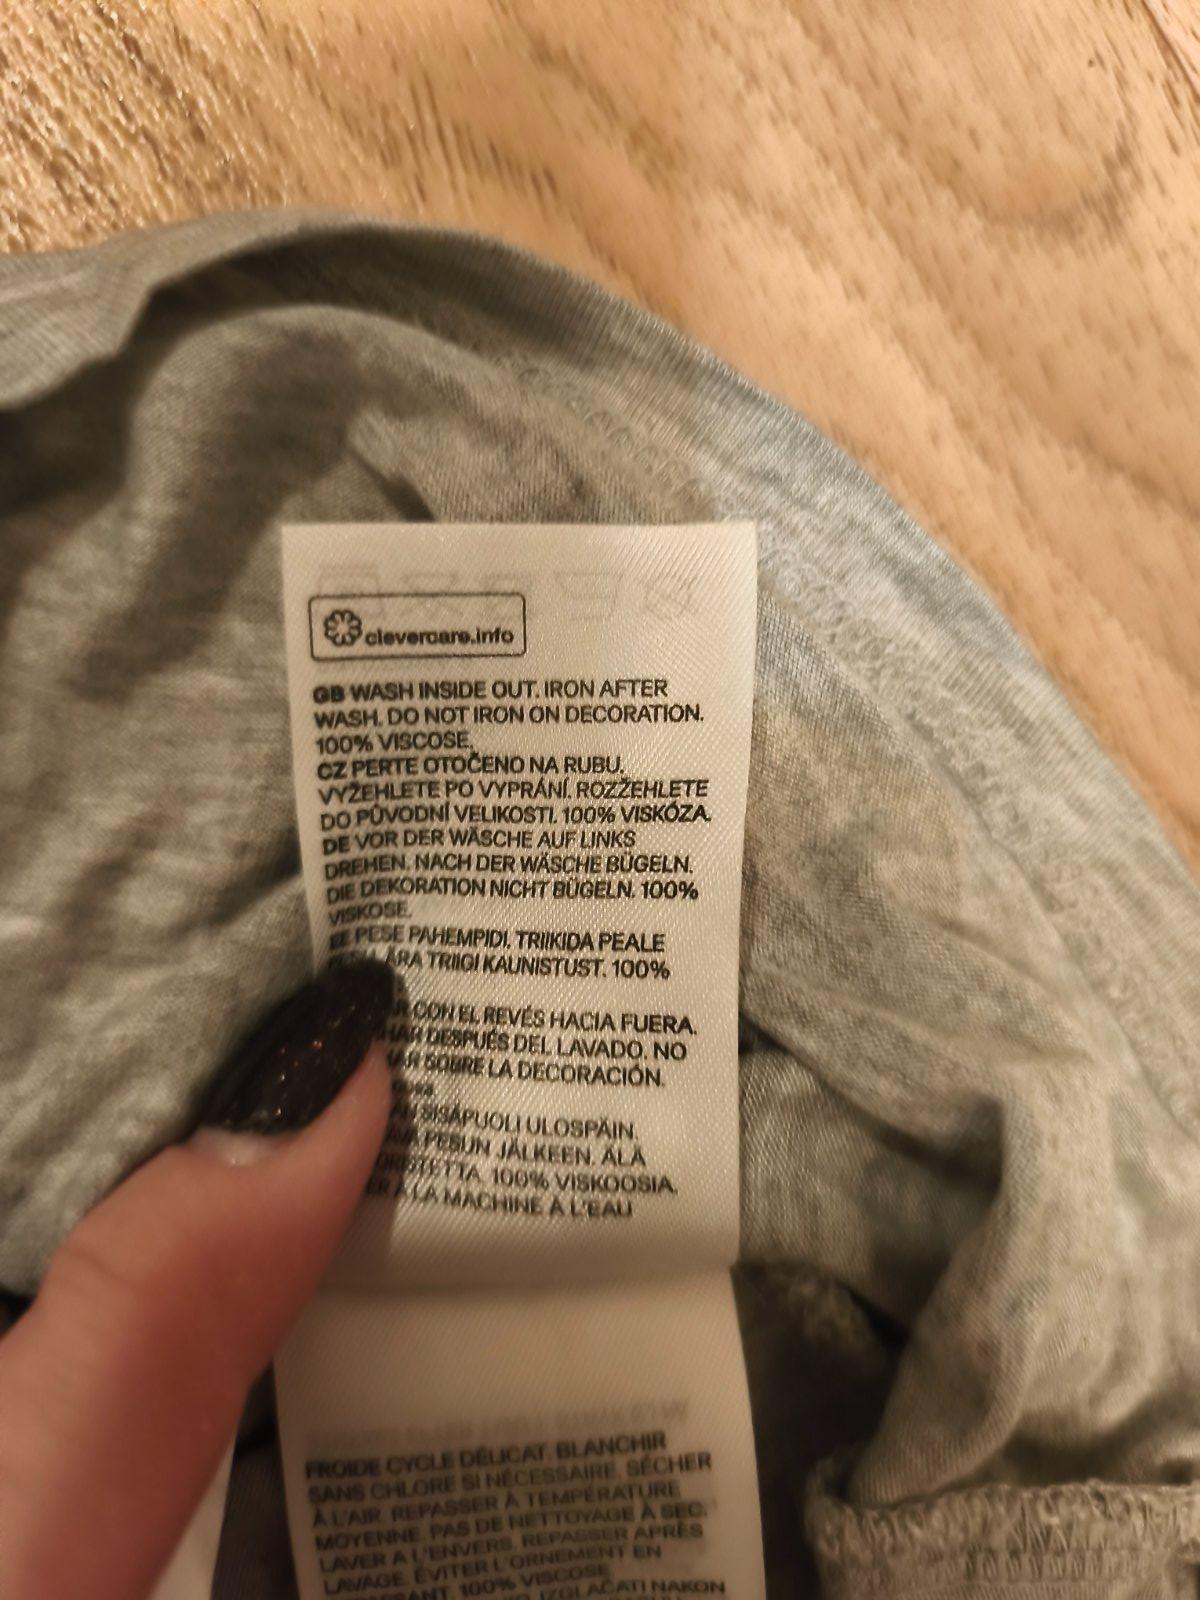 clevercare.info
GB WASH INSIDE OUT. IRON AFTER
WASH. DO NOT IRON ON DECORATION.
100% VISCOSE.
CZ PERTE OTOČENO NA RUBU.
VYŽEHLETE PO VYPRÁNÍ. ROZŽEHLETE
DO PŮVODNÍ VELIKOSTI. 100% VISKÓZA.
DE VOR DER WÄSCHE AUF LINKS
DREHEN. NACH DER WÄSCHE BÜGELN.
DIE DEKORATION NICHT BÜGELN. 100%
VISKOSE.
EE PESE PAHEMPIDI. TRIIKIDA PEALE
ÄRA TRIIGI KAUNISTUST. 100%
CON EL REVÉS HACIA FUERA.
DESPUÉS DEL LAVADO. NO
SOBRE LA DECORACIÓN.
SISÄPUOLI ULOSPÄIN.
PESUN JÄLKEEN. ÄLÄ
100% VISKOOSIA.
À LA MACHINE À L'EAU
FROIDE CYCLE DÉLICAT. BLANCHIR
SANS CHLORE SI NÉCESSAIRE. SÉCHER
À L'AIR. REPASSER À TEMPÉRATURE
MOYENNE. PAS DE NETTOYAGE À SEC.
LAVER A L'ENVERS. REPASSER APRÈS
LAVAGE. ÉVITER L'ORNEMENT EN
100% VISCOSE
IZGLAČATI NAKON